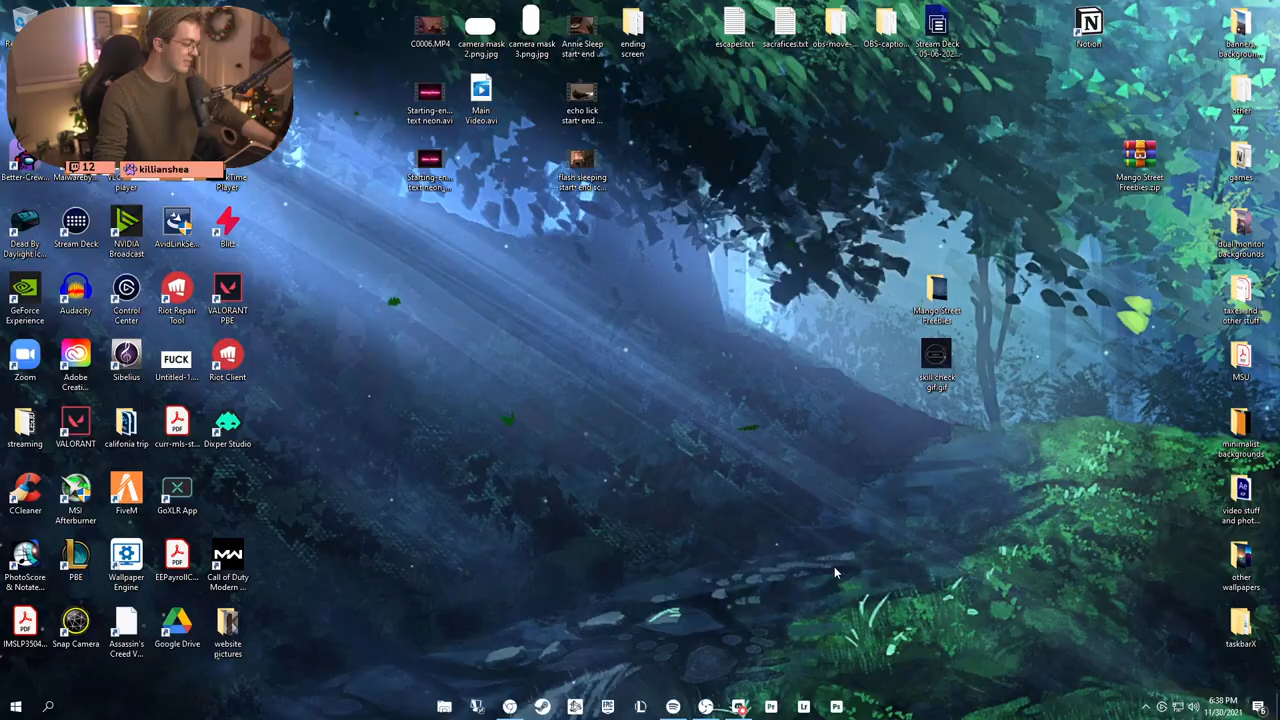 C0006.MP4
camera mask
2.png.jpg
camera mask
3.png.jpg
Annie Sleep
start+end ...
ending
screen
escapes.txt
sacrafices.txt
obs-move-...
OBS-captio...
Stream Deck
- 05-06-202...
N
Notion
banners,
backgroun...
Starting-en...
text neon.avi
Main
Video.avi
echo lick
start+end ...
other
12
killianshea
Better-Crew...
Malwareby...
player
Player
Starting-en...
text neon...
flash sleeping
start+end sc...
Mango Street
Freebies.zip
games
Dead By
Daylight Ic...
Stream Deck
NVIDIA
Broadcast
AvidLinkSe...
Blitz
dual monitor
backgrounds
GeForce
Experience
Audacity
Control
Center
Riot Repair
Tool
VALORANT
PBE
Mango Street
Freebies
taxes and
other stuff
FUCK
Zoom
Adobe
Creati...
Sibelius
Untitled-1....
Riot Client
skill check
gif.gif
MSU
streaming
VALORANT
califonia trip
curr-mls-st...
Dixper Studio
minimalist
backgrounds
CCleaner
MSI
Afterburner
FiveM
GoXLR App
Ae
video stuff
and phot...
MW
PhotoScore
& Notate...
PBE
Wallpaper
Engine
EEPayrollC...
Call of Duty
Modern ...
other
wallpapers
IMSLP3504...
Snap Camera
Assassin's
Creed V...
Google Drive
website
pictures
taskbarX
EPIC
Pr
Lr
Ps
6:38 PM
11/30/2021